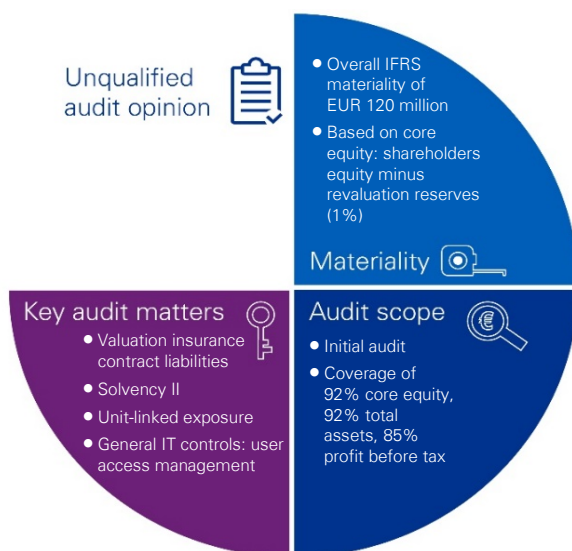 Unqualified
audit opinion
● Overall IFRS
materiality of
EUR 120 million
● Based on core
equity: shareholders
equity minus
revaluation reserves
(1%)
Materiality
Key audit matters
● Valuation insurance
contract liabilities
● Solvency II
● Unit-linked exposure
● General IT controls: user
access management
Audit scope
€
● Initial audit
● Coverage of
92% core equity,
92% total
assets, 85%
profit before tax